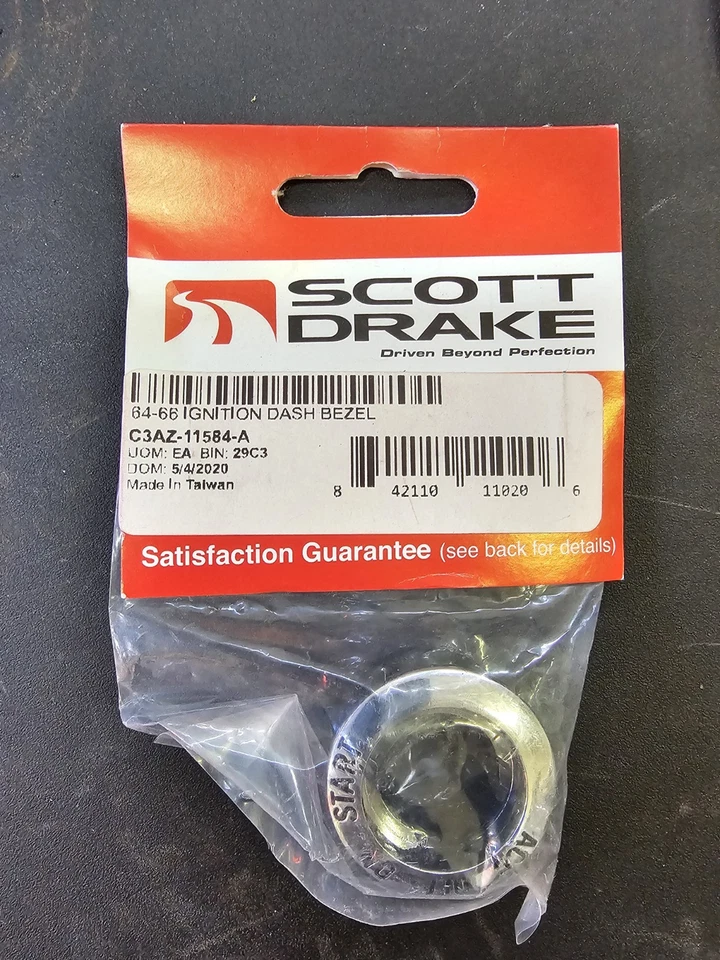 SCOTT
DRAKE
Driven Beyond Perfection
64-66 IGNITION DASH BEZEL
C3AZ-11584-A
UOM: EA BIN: 29C3
DOM: 5/4/2020
Made In Taiwan
8 42110 11020 6
Satisfaction Guarantee (see back for details)
START
ON